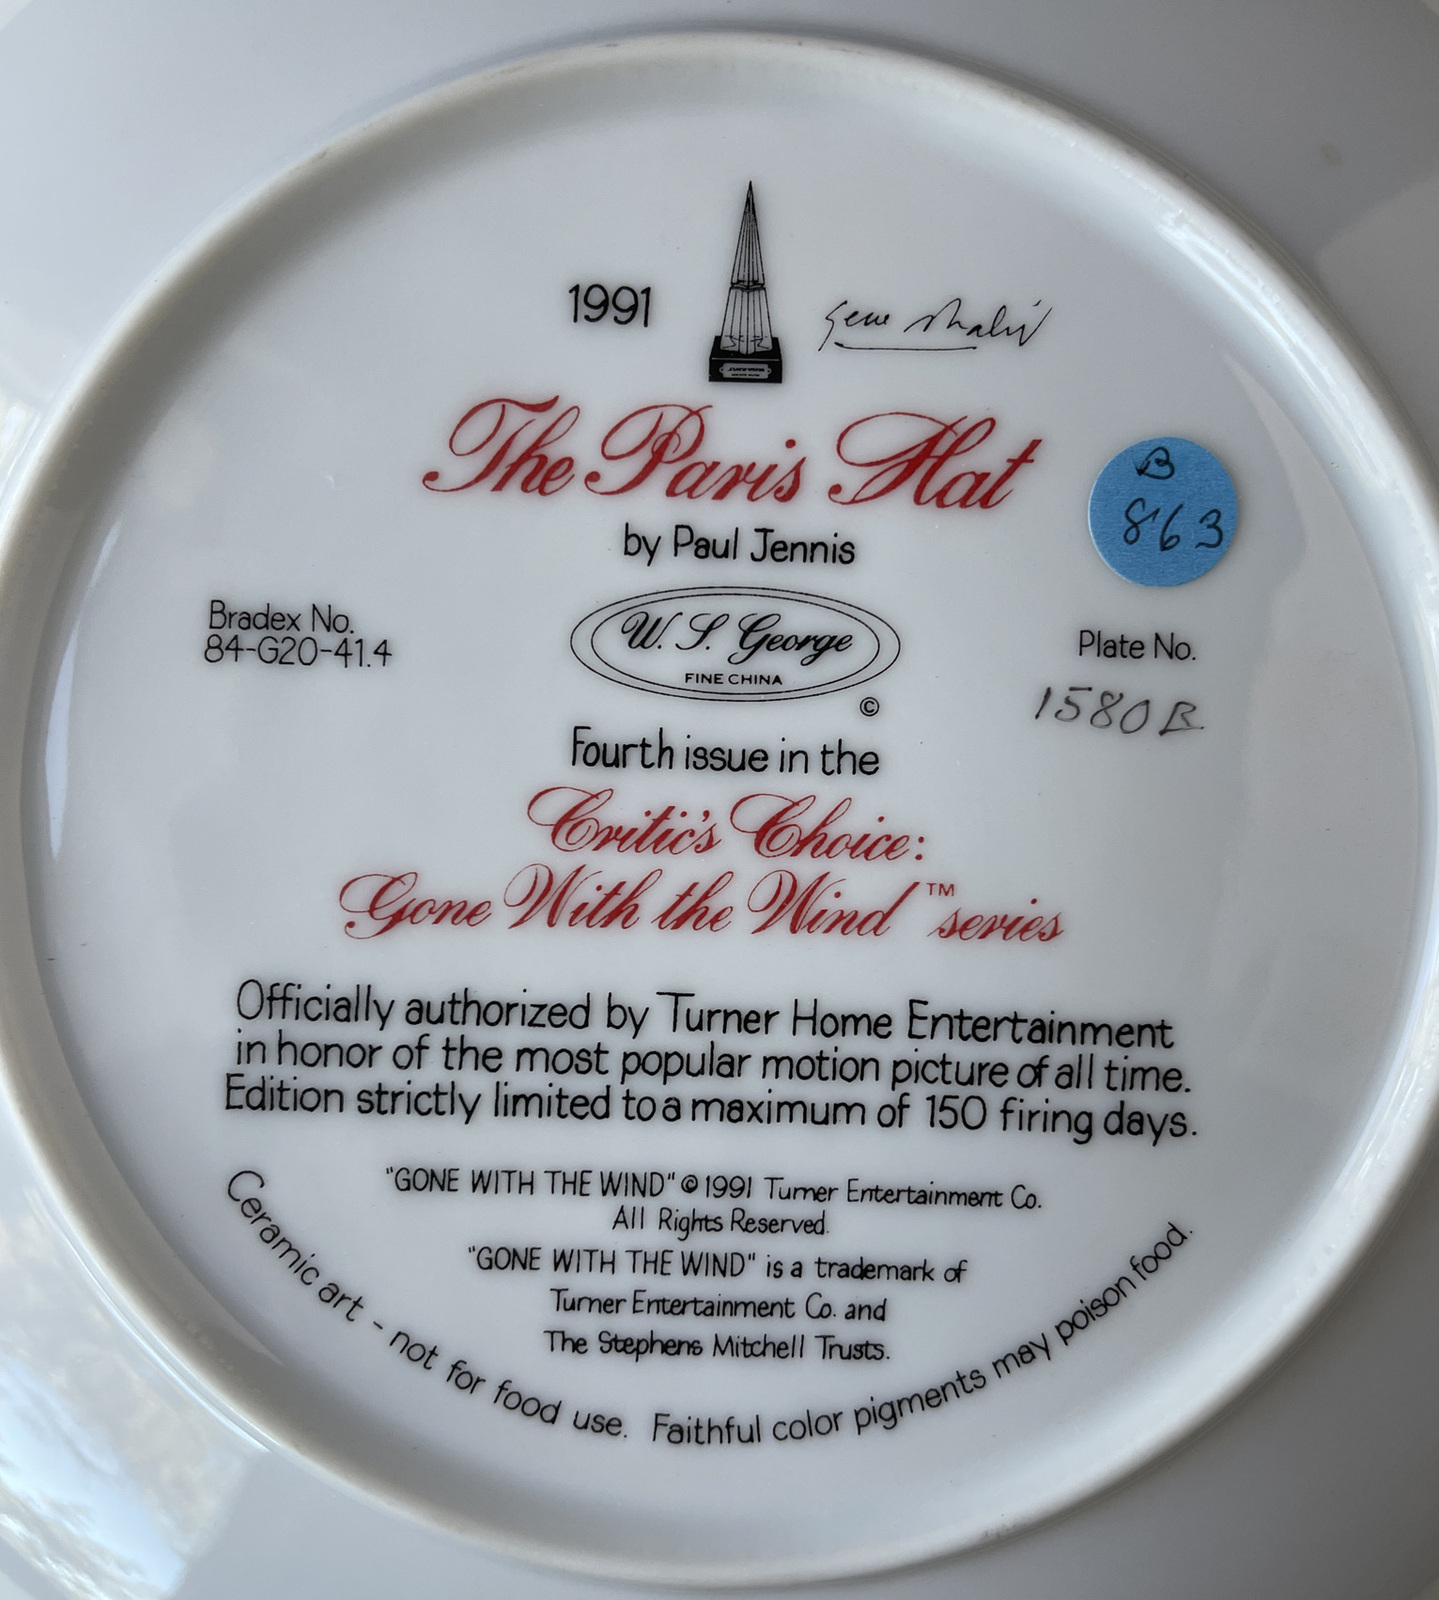 1991
Gene Shalit
The Paris Hat
by Paul Jennis
B
863
Bradex No.
84-G20-41.4
W. S. George
FINE CHINA
©
Plate No.
1580B
Fourth issue in the
Critic's Choice:
Gone With the Wind™ series
Officially authorized by Turner Home Entertainment
in honor of the most popular motion picture of all time.
Edition strictly limited to a maximum of 150 firing days.
"GONE WITH THE WIND" © 1991 Turner Entertainment Co.
All Rights Reserved.
"GONE WITH THE WIND" is a trademark of
Turner Entertainment Co. and
The Stephens Mitchell Trusts.
Ceramic art - not for food use. Faithful color pigments may poison food.